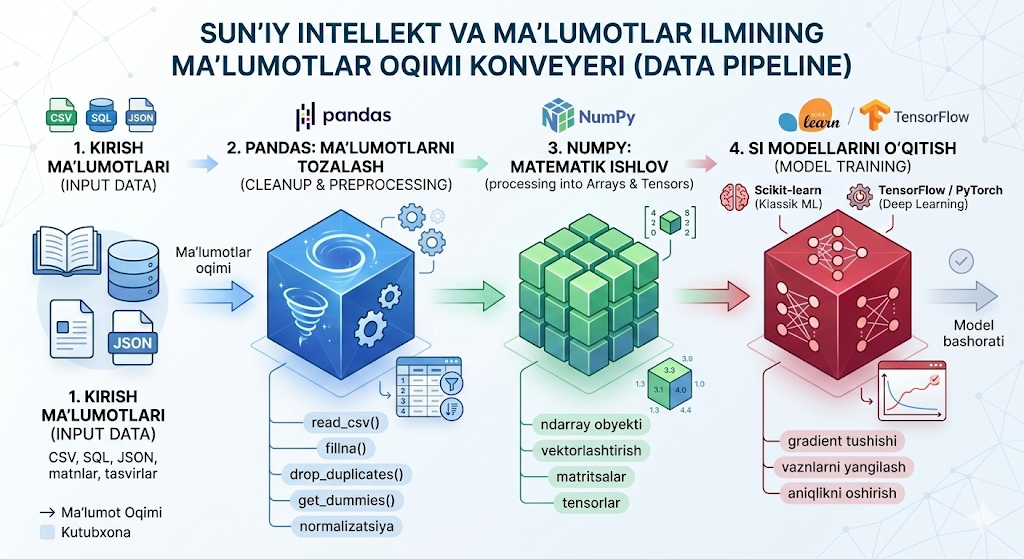 SUN’IY INTELLEKT VA MA’LUMOTLAR ILMINING
MA’LUMOTLAR OQIMI KONVEYERI (DATA PIPELINE)
CSV
SQL
JSON
1. KIRISH
MA’LUMOTLARI
(INPUT DATA)
pandas
2. PANDAS: MA’LUMOTLARNI
TOZALASH
(CLEANUP & PREPROCESSING)
NumPy
3. NUMPY:
MATEMATIK ISHLOV
(processing into Arrays & Tensors)
learn / TensorFlow
4. SI MODELLARINI O‘QITISH
(MODEL TRAINING)
Scikit-learn
(Klassik ML)
TensorFlow / PyTorch
(Deep Learning)
JSON
Ma’lumotlar
oqimi
1
2
3
4
4 8
2 2
0 2
3.0
3.3
1.3
3.1
4.0
1.0
1.3
4.4
Model
bashorati
1. KIRISH
MA’LUMOTLARI
(INPUT DATA)
CSV, SQL, JSON,
matnlar, tasvirlar
Ma’lumot Oqimi
Kutubxona
read_csv()
fillna()
drop_duplicates()
get_dummies()
normalizatsiya
ndarray obyekti
vektorlashtirish
matritsalar
tensorlar
gradient tushishi
vaznlarni yangilash
aniqlikni oshirish